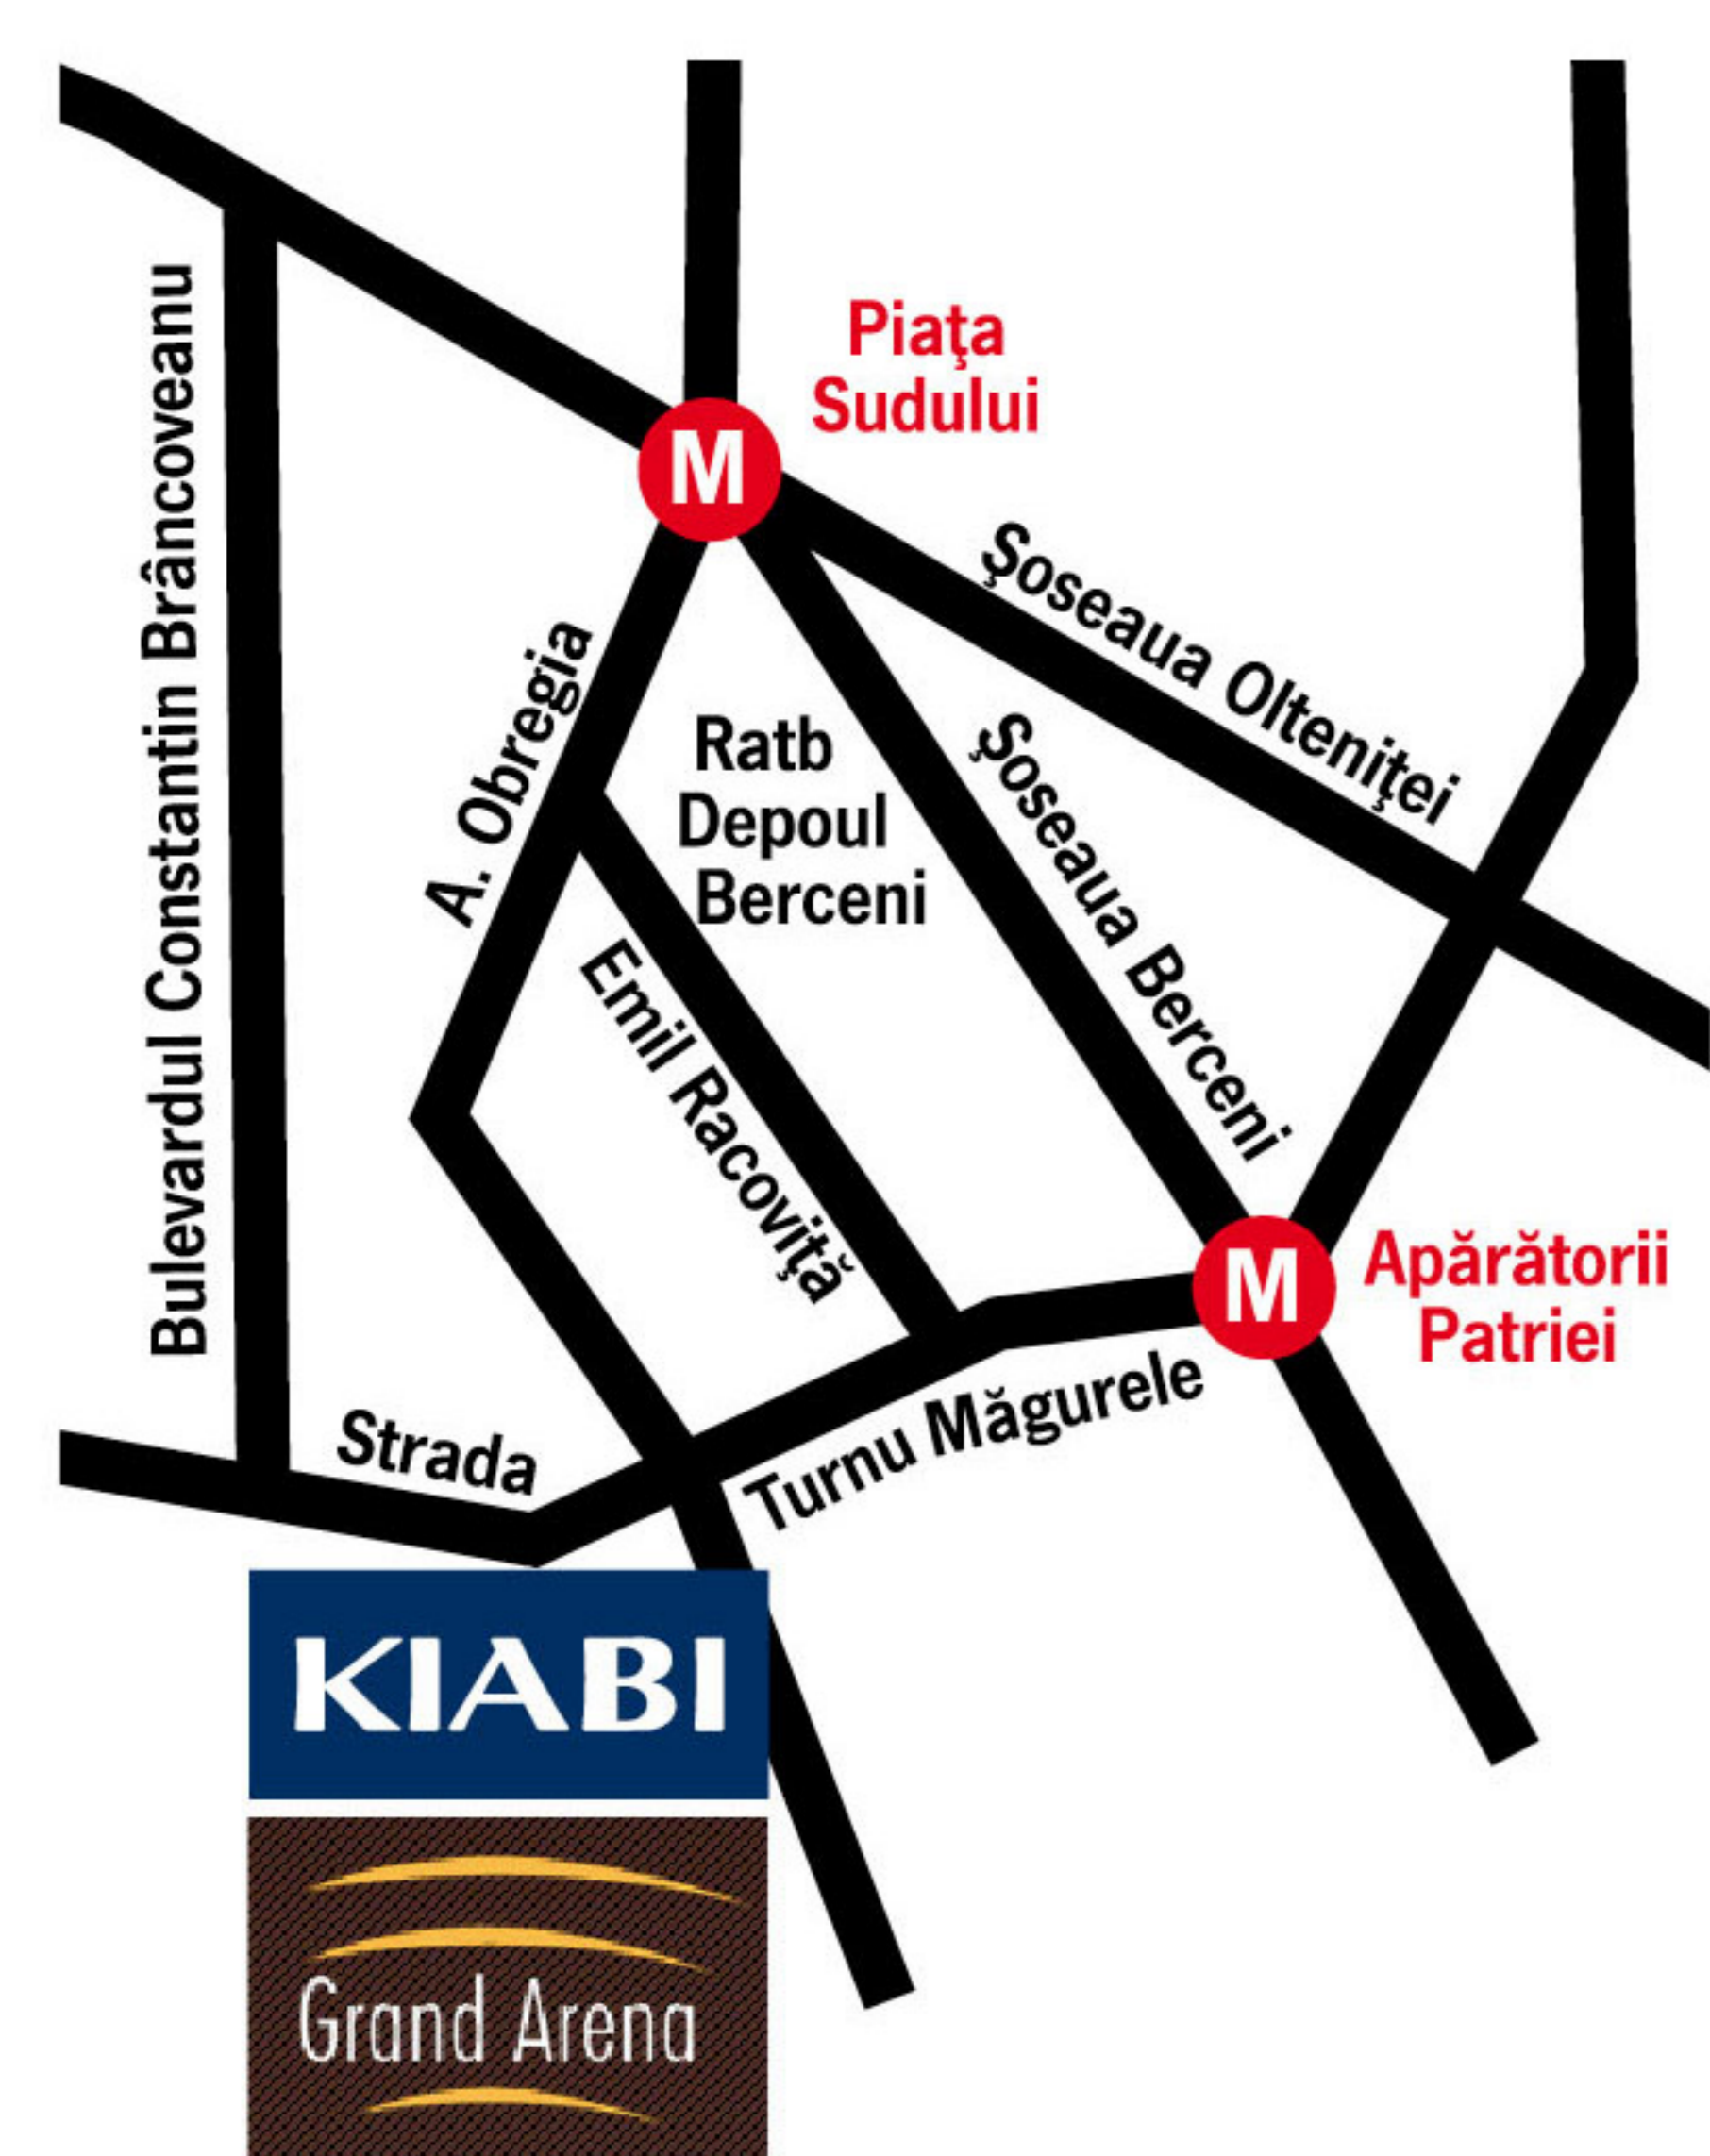 Piaţa
Sudului
M
Bulevardul Constantin Brâncoveanu
Şoseaua Olteniţei
A. Obregia
Ratb
Depoul
Berceni
Şoseaua Berceni
Emil Racoviţă
M
Apărătorii
Patriei
Strada
Turnu Măgurele
KIABI
Grand Arena